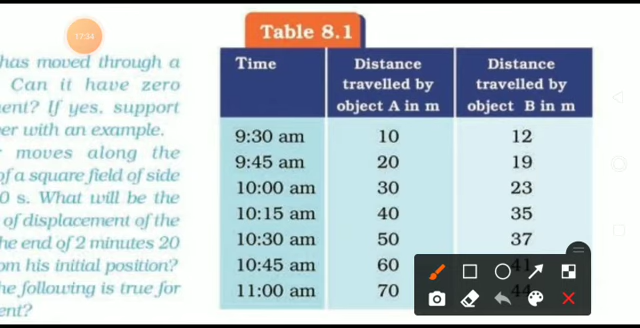 has moved through a
Can it have zero
ent? If yes, support
er with an example.
moves along the
of a square field of side
0 s. What will be the
of displacement of the
he end of 2 minutes 20
om his initial position?
he following is true for
ent?
Table 8.1
Time
Distance travelled by object A in m
Distance travelled by object B in m
9:30 am 10 12
9:45 am 20 19
10:00 am 30 23
10:15 am 40 35
10:30 am 50 37
10:45 am 60 41
11:00 am 70 44